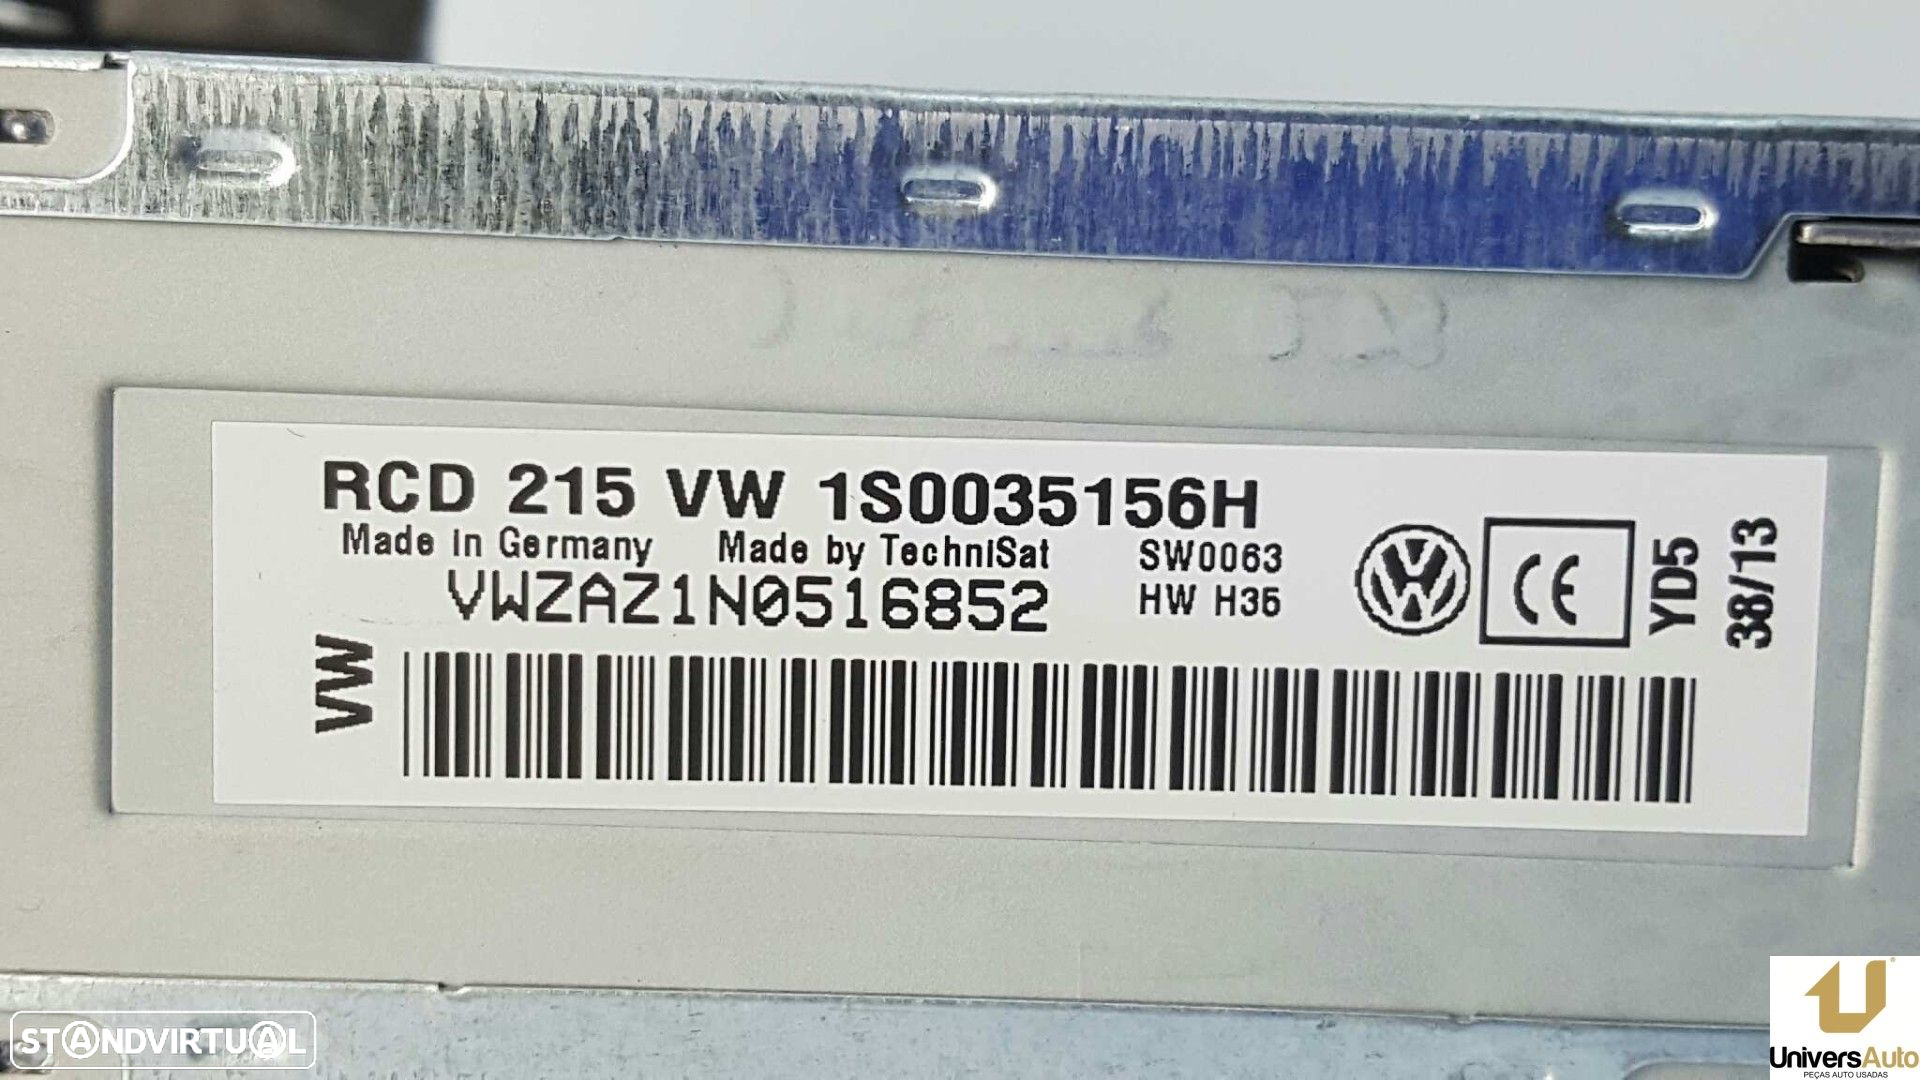 RCD 215 VW 1S0035156H
Made in Germany Made by TechniSat SW0063
VWZAZ1N0516852 HW H36
VW
CE
YD5
38/13
STANDVIRTUAL
UniversAuto
PEÇAS AUTO USADAS